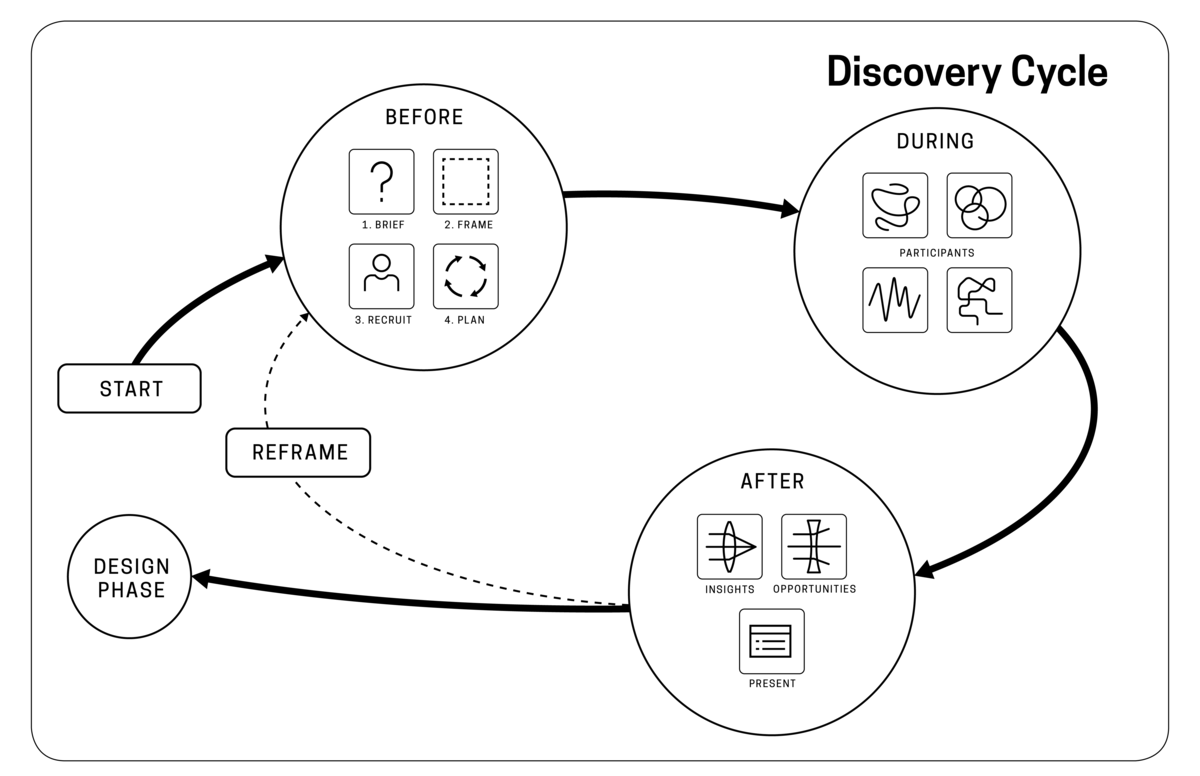 Discovery Cycle
BEFORE
1. BRIEF
2. FRAME
3. RECRUIT
4. PLAN
DURING
PARTICIPANTS
START
REFRAME
AFTER
INSIGHTS
OPPORTUNITIES
PRESENT
DESIGN
PHASE